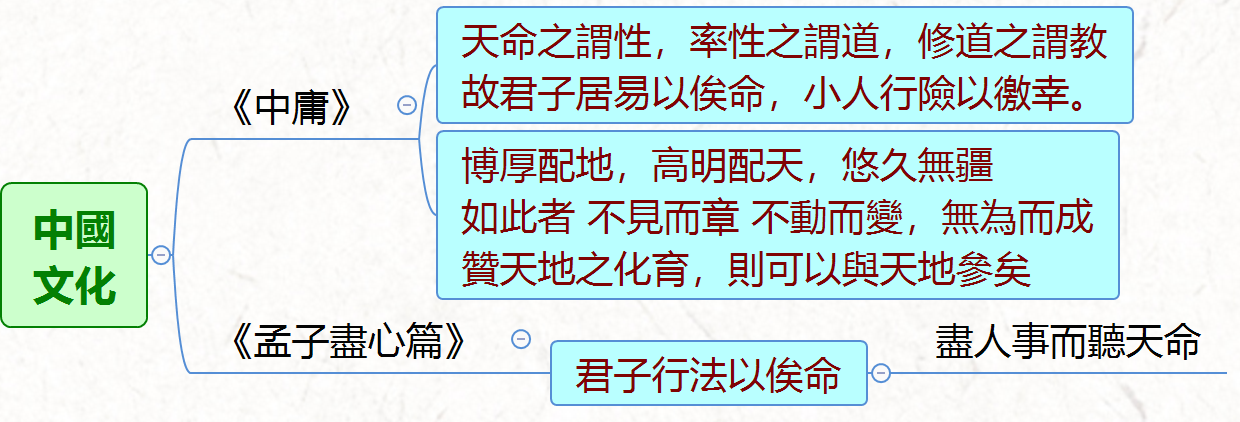 中國
文化
《中庸》
天命之謂性，率性之謂道，修道之謂教
故君子居易以俟命，小人行險以徼幸。
博厚配地，高明配天，悠久無疆
如此者 不見而章 不動而變，無為而成
贊天地之化育，則可以與天地參矣
《孟子盡心篇》
君子行法以俟命
盡人事而聽天命